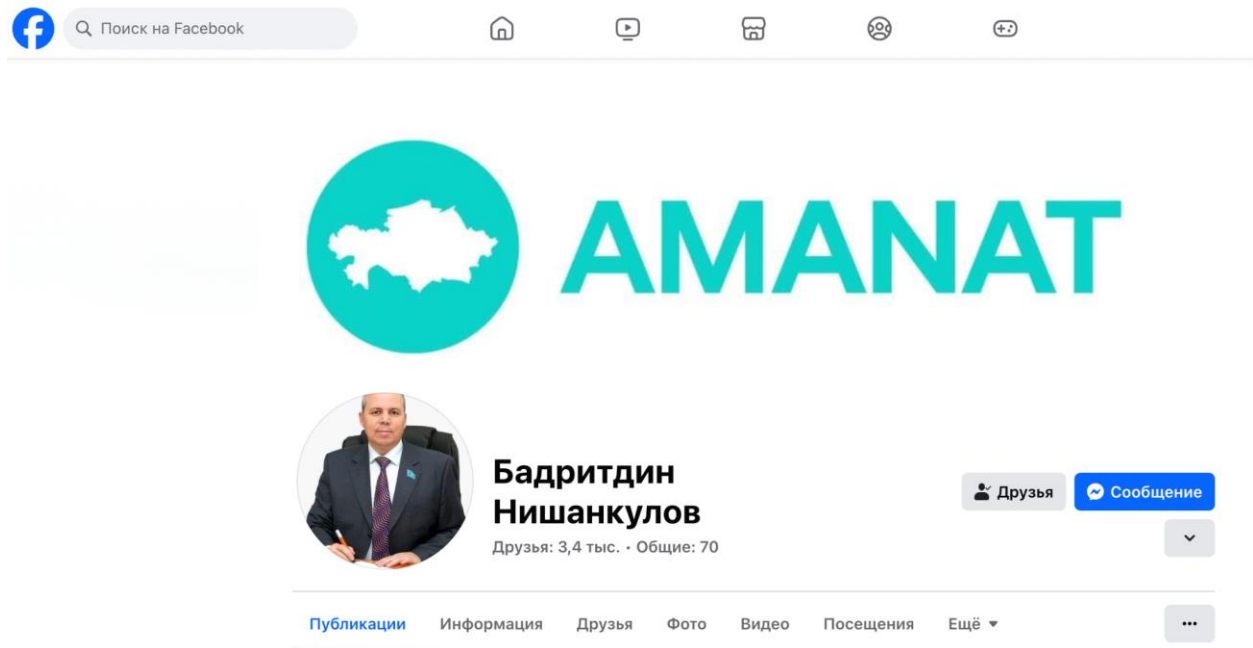 Поиск на Facebook
AMANAT
Бадритдин
Нишанкулов
Друзья: 3,4 тыс. · Общие: 70
Друзья
Сообщение
Публикации Информация Друзья Фото Видео Посещения Ещё